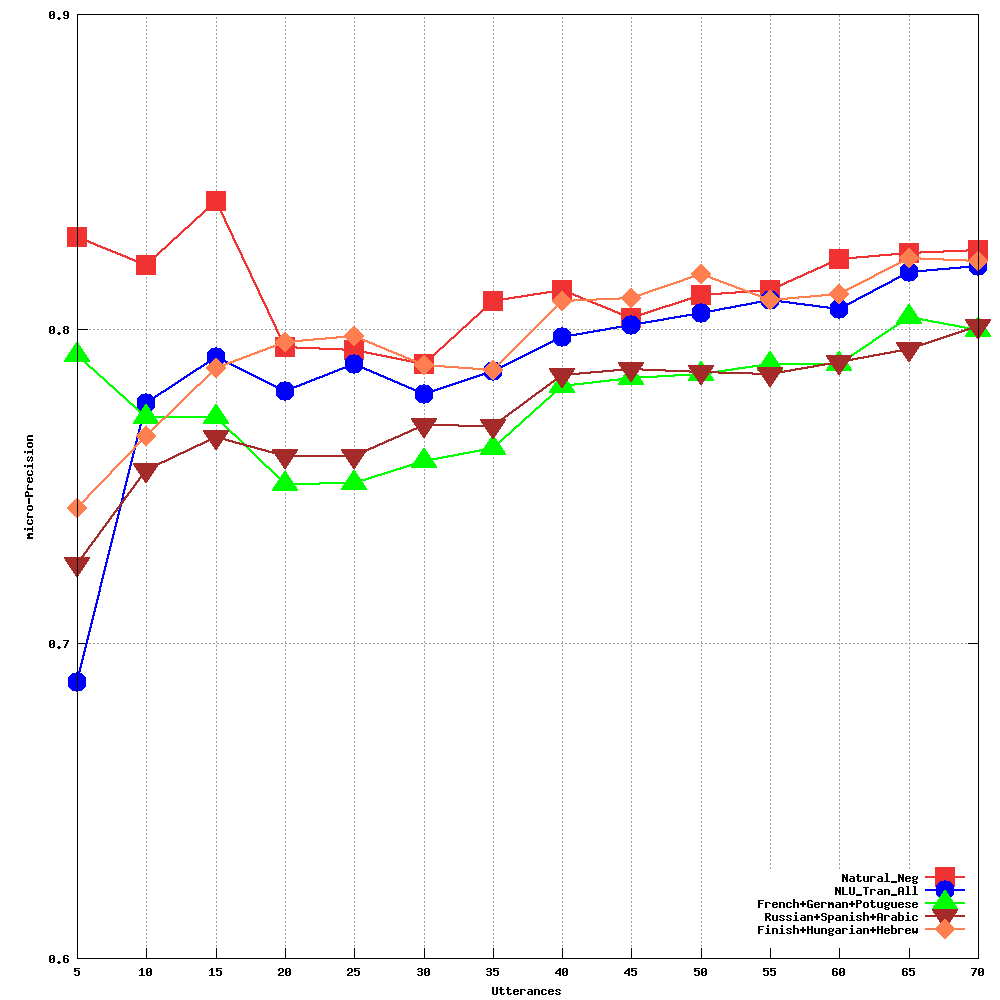 0.9
0.8
0.7
0.6
micro-Precision
5 10 15 20 25 30 35 40 45 50 55 60 65 70
Utterances
Natural_Neg
NLU_Tran_All
French+German+Potuguese
Russian+Spanish+Arabic
Finish+Hungarian+Hebrew